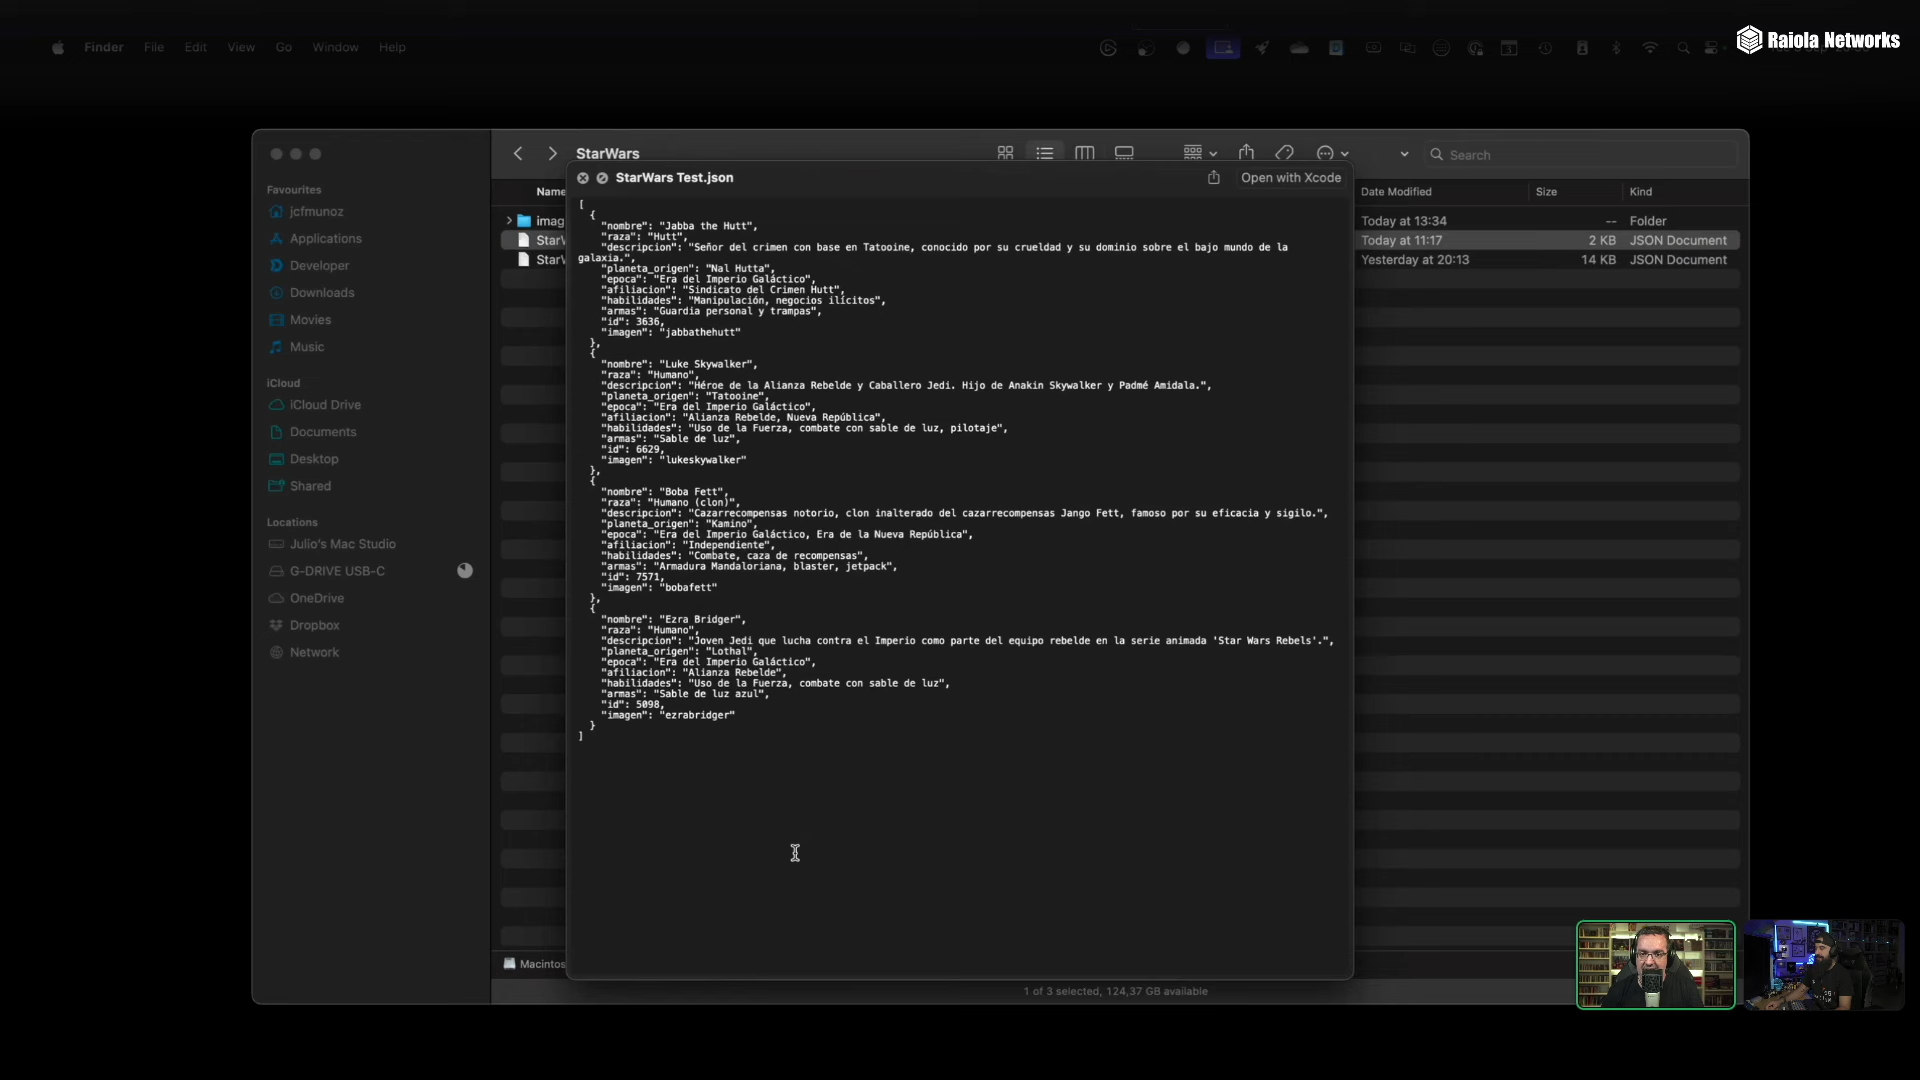 Finder File Edit View Go Window Help
Raiola Networks
StarWars
Search
StarWars Test.json
Open with Xcode
Favourites
jcfmunoz
Applications
Developer
Downloads
Movies
Music
iCloud
iCloud Drive
Documents
Desktop
Shared
Locations
Julio's Mac Studio
G-DRIVE USB-C
OneDrive
Dropbox
Network
Name
Date Modified Size Kind
imag
Today at 13:34 -- Folder
StarW
Today at 11:17 2 KB JSON Document
StarW
Yesterday at 20:13 14 KB JSON Document
[
{
"nombre": "Jabba the Hutt",
"raza": "Hutt",
"descripcion": "Señor del crimen con base en Tatooine, conocido por su crueldad y su dominio sobre el bajo mundo de la
galaxia.",
"planeta_origen": "Nal Hutta",
"epoca": "Era del Imperio Galáctico",
"afiliacion": "Sindicato del Crimen Hutt",
"habilidades": "Manipulación, negocios ilícitos",
"armas": "Guardia personal y trampas",
"id": 3636,
"imagen": "jabbathehutt"
},
{
"nombre": "Luke Skywalker",
"raza": "Humano",
"descripcion": "Héroe de la Alianza Rebelde y Caballero Jedi. Hijo de Anakin Skywalker y Padmé Amidala.",
"planeta_origen": "Tatooine",
"epoca": "Era del Imperio Galáctico",
"afiliacion": "Alianza Rebelde, Nueva República",
"habilidades": "Uso de la Fuerza, combate con sable de luz, pilotaje",
"armas": "Sable de luz",
"id": 6629,
"imagen": "lukeskywalker"
},
{
"nombre": "Boba Fett",
"raza": "Humano (clon)",
"descripcion": "Cazarrecompensas notorio, clon inalterado del cazarrecompensas Jango Fett, famoso por su eficacia y sigilo.",
"planeta_origen": "Kamino",
"epoca": "Era del Imperio Galáctico, Era de la Nueva República",
"afiliacion": "Independiente",
"habilidades": "Combate, caza de recompensas",
"armas": "Armadura Mandaloriana, blaster, jetpack",
"id": 7571,
"imagen": "bobafett"
},
{
"nombre": "Ezra Bridger",
"raza": "Humano",
"descripcion": "Joven Jedi que lucha contra el Imperio como parte del equipo rebelde en la serie animada 'Star Wars Rebels'.",
"planeta_origen": "Lothal",
"epoca": "Era del Imperio Galáctico",
"afiliacion": "Alianza Rebelde",
"habilidades": "Uso de la Fuerza, combate con sable de luz",
"armas": "Sable de luz azul",
"id": 5098,
"imagen": "ezrabridger"
}
]
Macintos
1 of 3 selected, 124,37 GB available